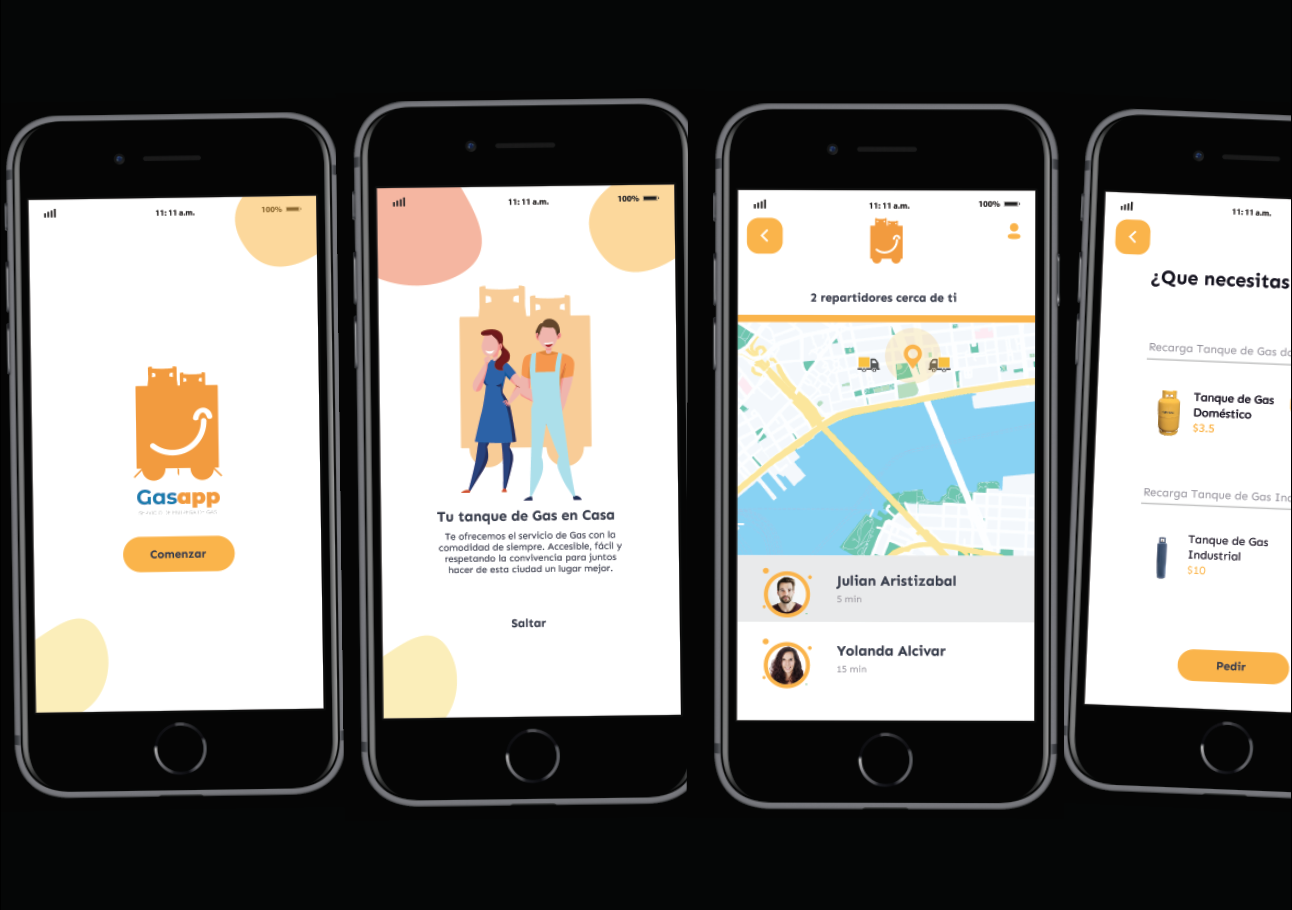 11: 11 a.m.
100%
Gasapp
Comenzar
11: 11 a.m.
100%
Tu tanque de Gas en Casa
Te ofrecemos el servicio de Gas con la
comodidad de siempre. Accesible, fácil y
respetando la convivencia para juntos
hacer de esta ciudad un lugar mejor.
Saltar
11: 11 a.m.
100%
2 repartidores cerca de ti
Julian Aristizabal
5 min
Yolanda Alcivar
15 min
11: 11 a.m.
¿Que necesitas
Recarga Tanque de Gas do
Tanque de Gas
Doméstico
$3.5
Recarga Tanque de Gas Ind
Tanque de Gas
Industrial
$10
Pedir